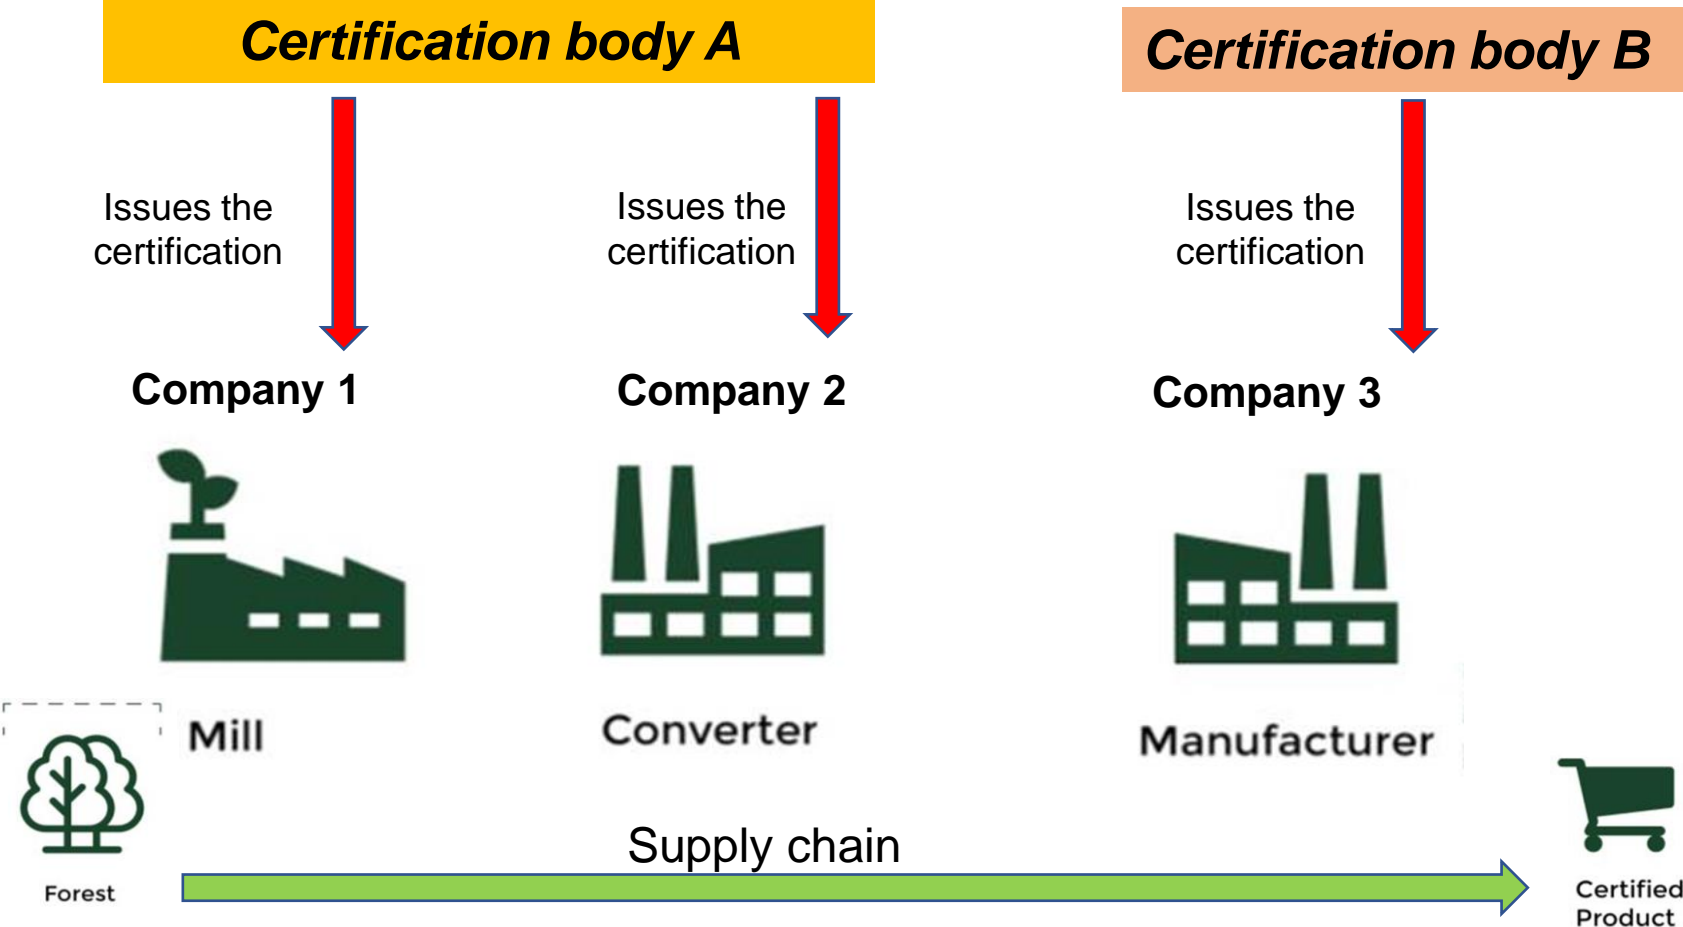 Certification body A
Certification body B
Issues the
certification
Issues the
certification
Issues the
certification
Company 1
Company 2
Company 3
Mill
Converter
Manufacturer
Supply chain
Forest
Certified
Product